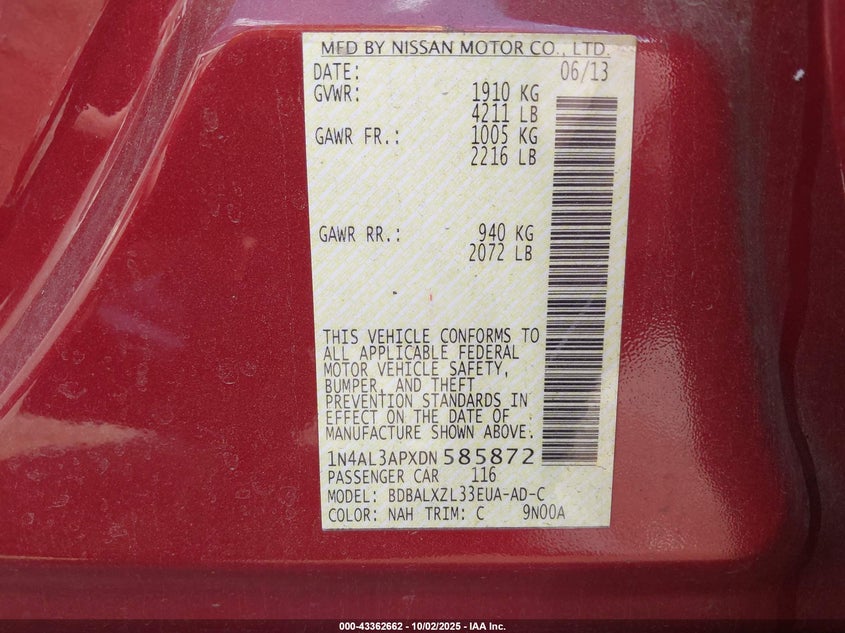 MFD BY NISSAN MOTOR CO., LTD.
DATE: 06/13
GVWR: 1910 KG
4211 LB
GAWR FR.: 1005 KG
2216 LB
GAWR RR.: 940 KG
2072 LB
THIS VEHICLE CONFORMS TO
ALL APPLICABLE FEDERAL
MOTOR VEHICLE SAFETY,
BUMPER, AND THEFT
PREVENTION STANDARDS IN
EFFECT ON THE DATE OF
MANUFACTURE SHOWN ABOVE.
1N4AL3APXDN585872
PASSENGER CAR 116
MODEL: BDBALXZL33EUA-AD-C
COLOR: NAH TRIM: C 9N00A
000-43362662 - 10/02/2025 - IAA Inc.